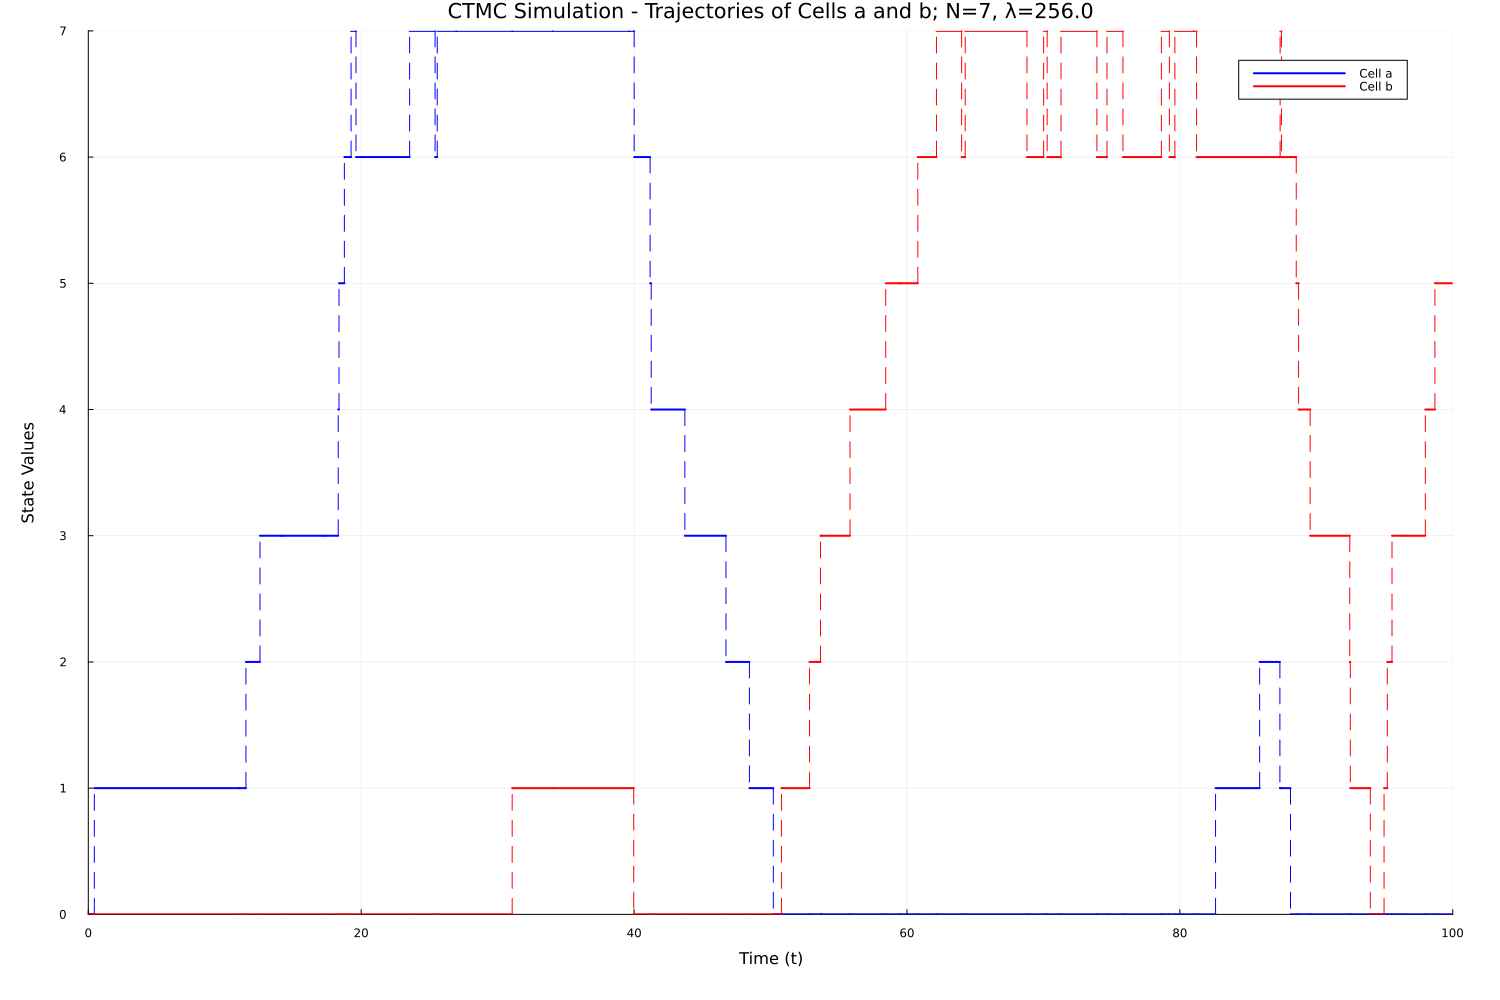 CTMC Simulation - Trajectories of Cells a and b; N=7, λ=256.0
7
Cell a
Cell b
6
5
4
State Values
3
2
1
0
0 20 40 60 80 100
Time (t)